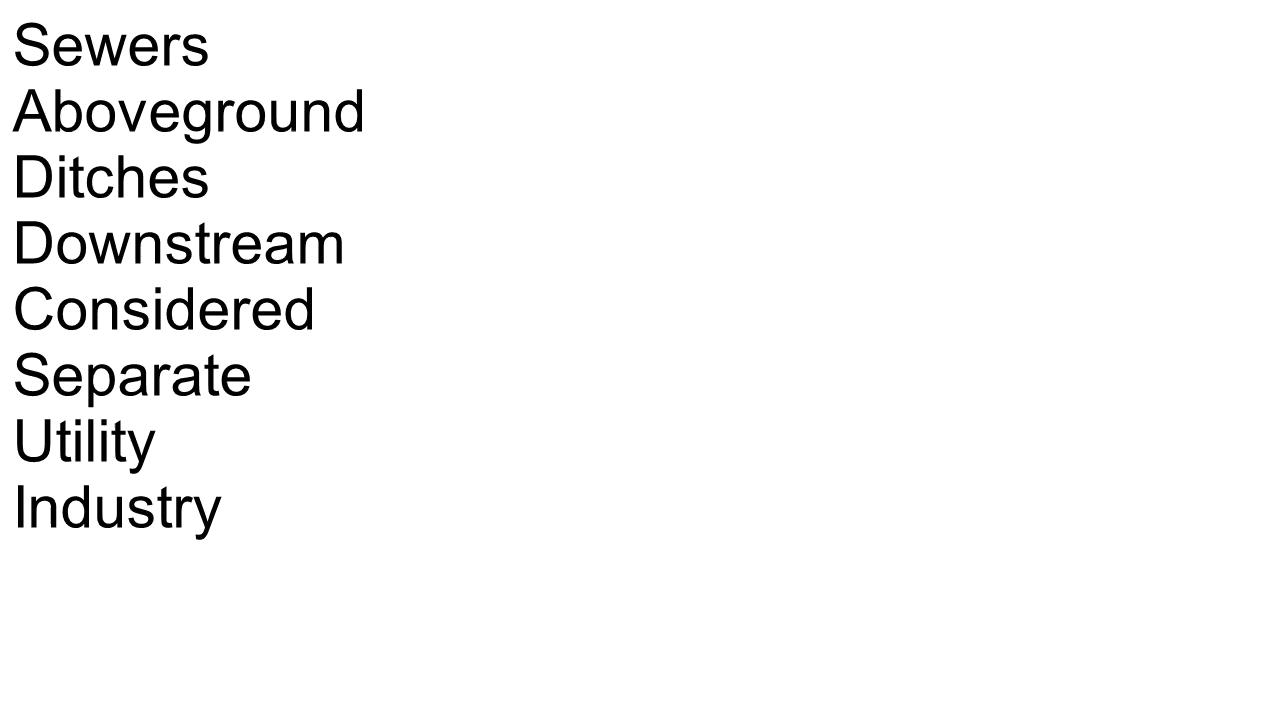 Sewers
Aboveground
Ditches
Downstream
Considered
Separate
Utility
Industry